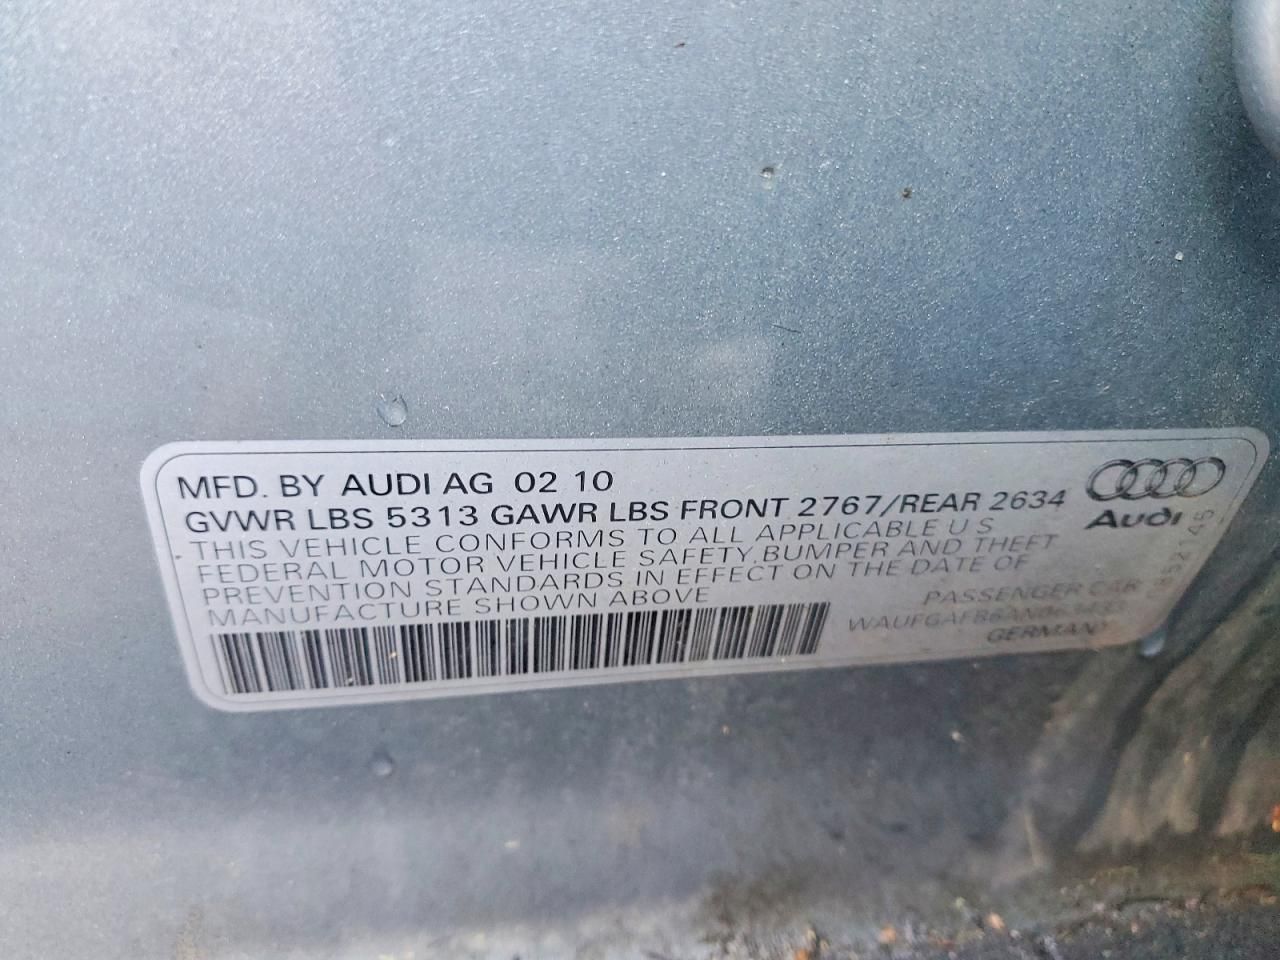 MFD. BY AUDI AG 02 10
GVWR LBS 5313 GAWR LBS FRONT 2767/REAR 2634
THIS VEHICLE CONFORMS TO ALL APPLICABLE U S
FEDERAL MOTOR VEHICLE SAFETY, BUMPER AND THEFT
PREVENTION STANDARDS IN EFFECT ON THE DATE OF
MANUFACTURE SHOWN ABOVE
Audi
PASSENGER CAR
GERMANY